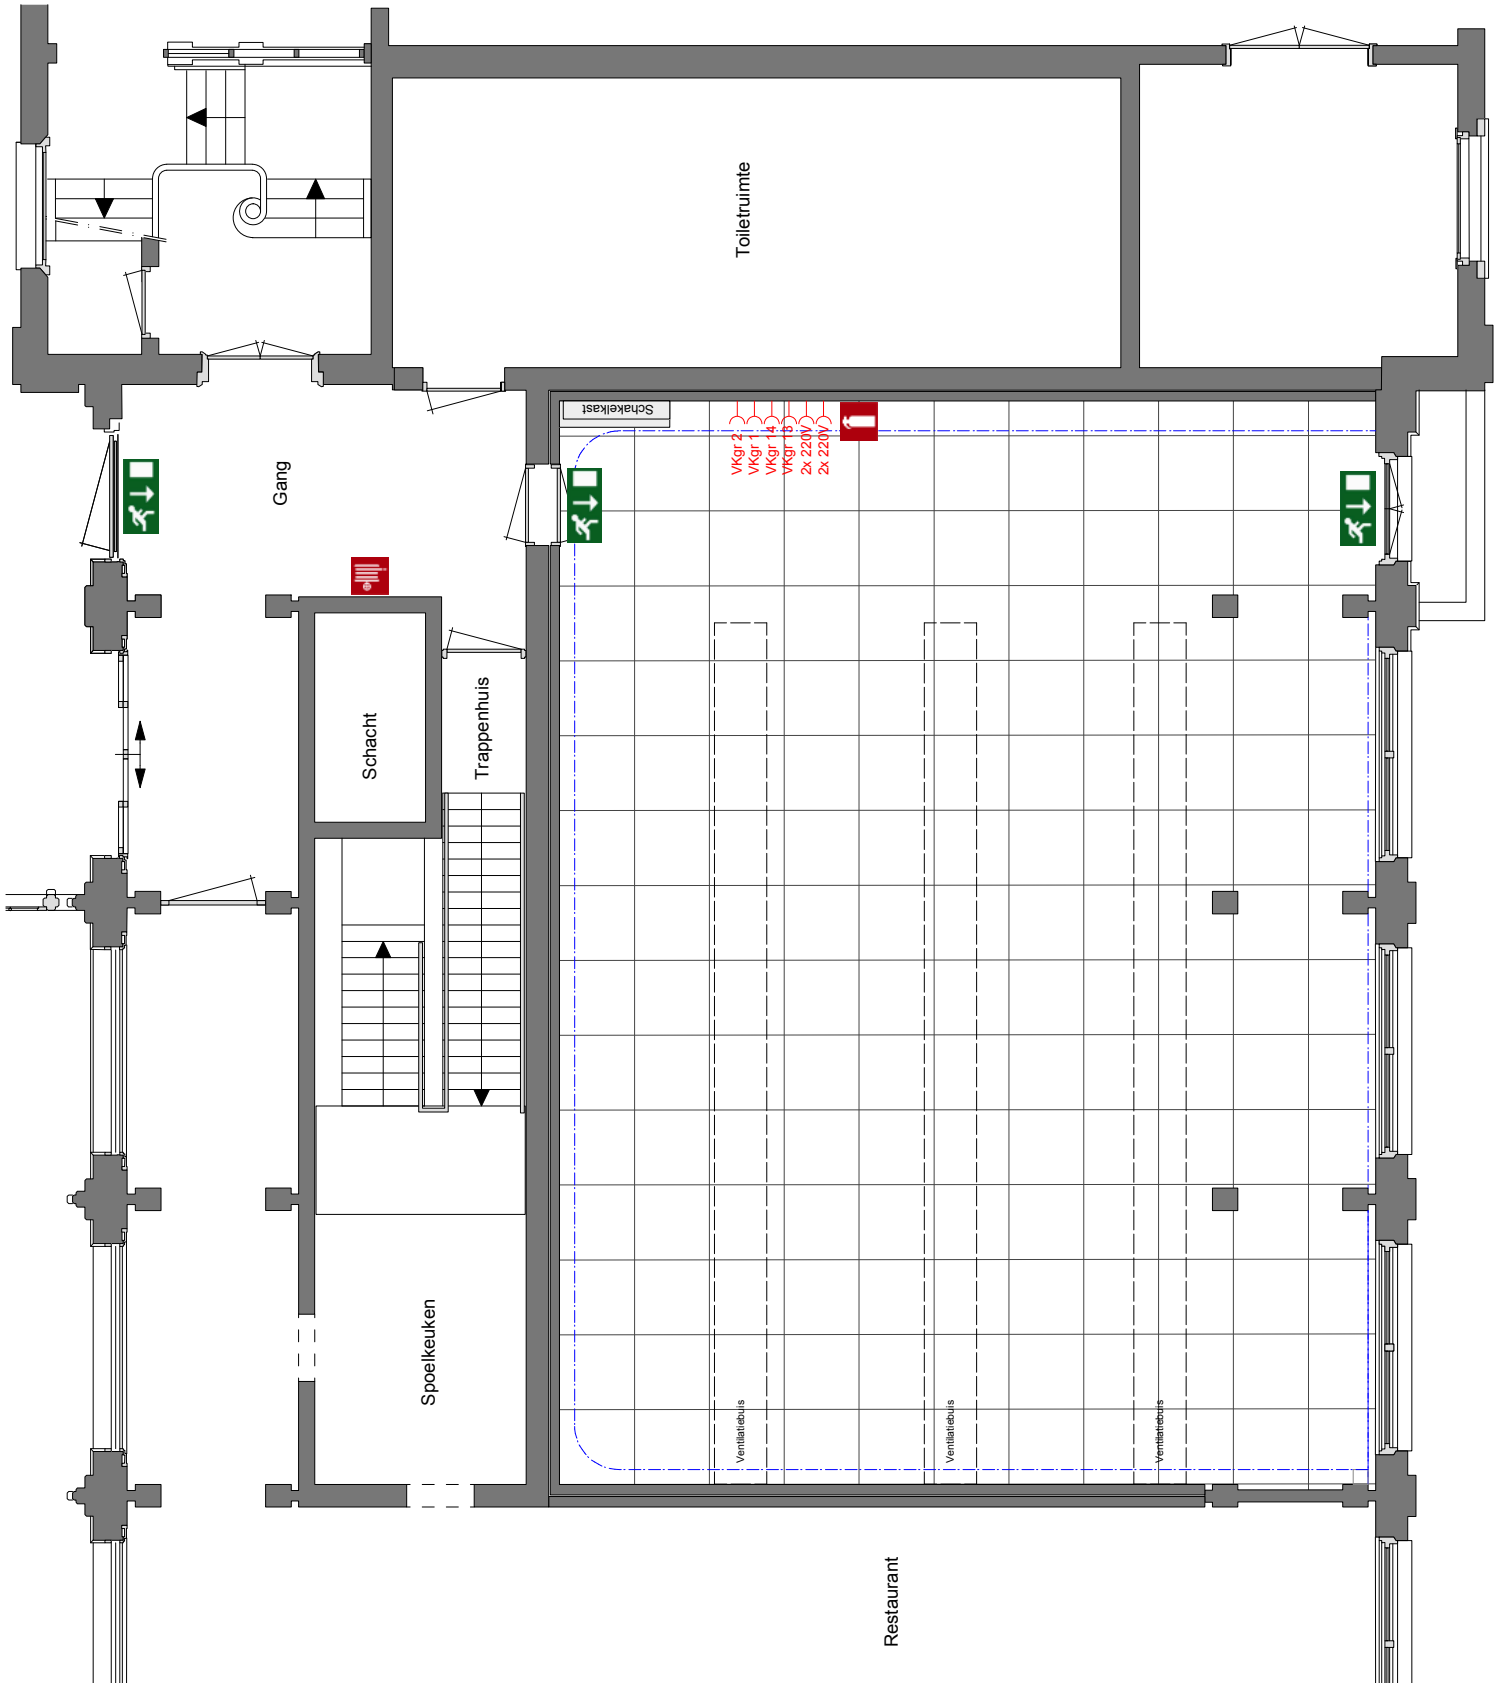 Toiletruimte
Schakelkast
VKgr 2
VKgr 1
VKgr 14
VKgr 13
2x 220V
2x 220V
Gang
Schacht
Trappenhuis
Spoelkeuken
Ventilatiebuis
Ventilatiebuis
Ventilatiebuis
Restaurant